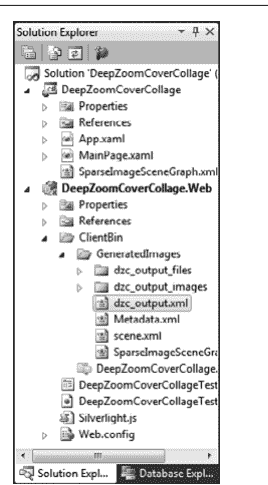 Solution Explorer
Solution 'DeepZoomCoverCollage' (
DeepZoomCoverCollage
Properties
References
App.xaml
MainPage.xaml
SparseImageSceneGraph.xml
DeepZoomCoverCollage.Web
Properties
References
ClientBin
GeneratedImages
dzc_output_files
dzc_output_images
dzc_output.xml
Metadata.xml
scene.xml
SparseImageSceneGra
DeepZoomCoverCollage.
DeepZoomCoverCollageTest
DeepZoomCoverCollageTest
Silverlight.js
Web.config
Solution Expl... Database Expl...